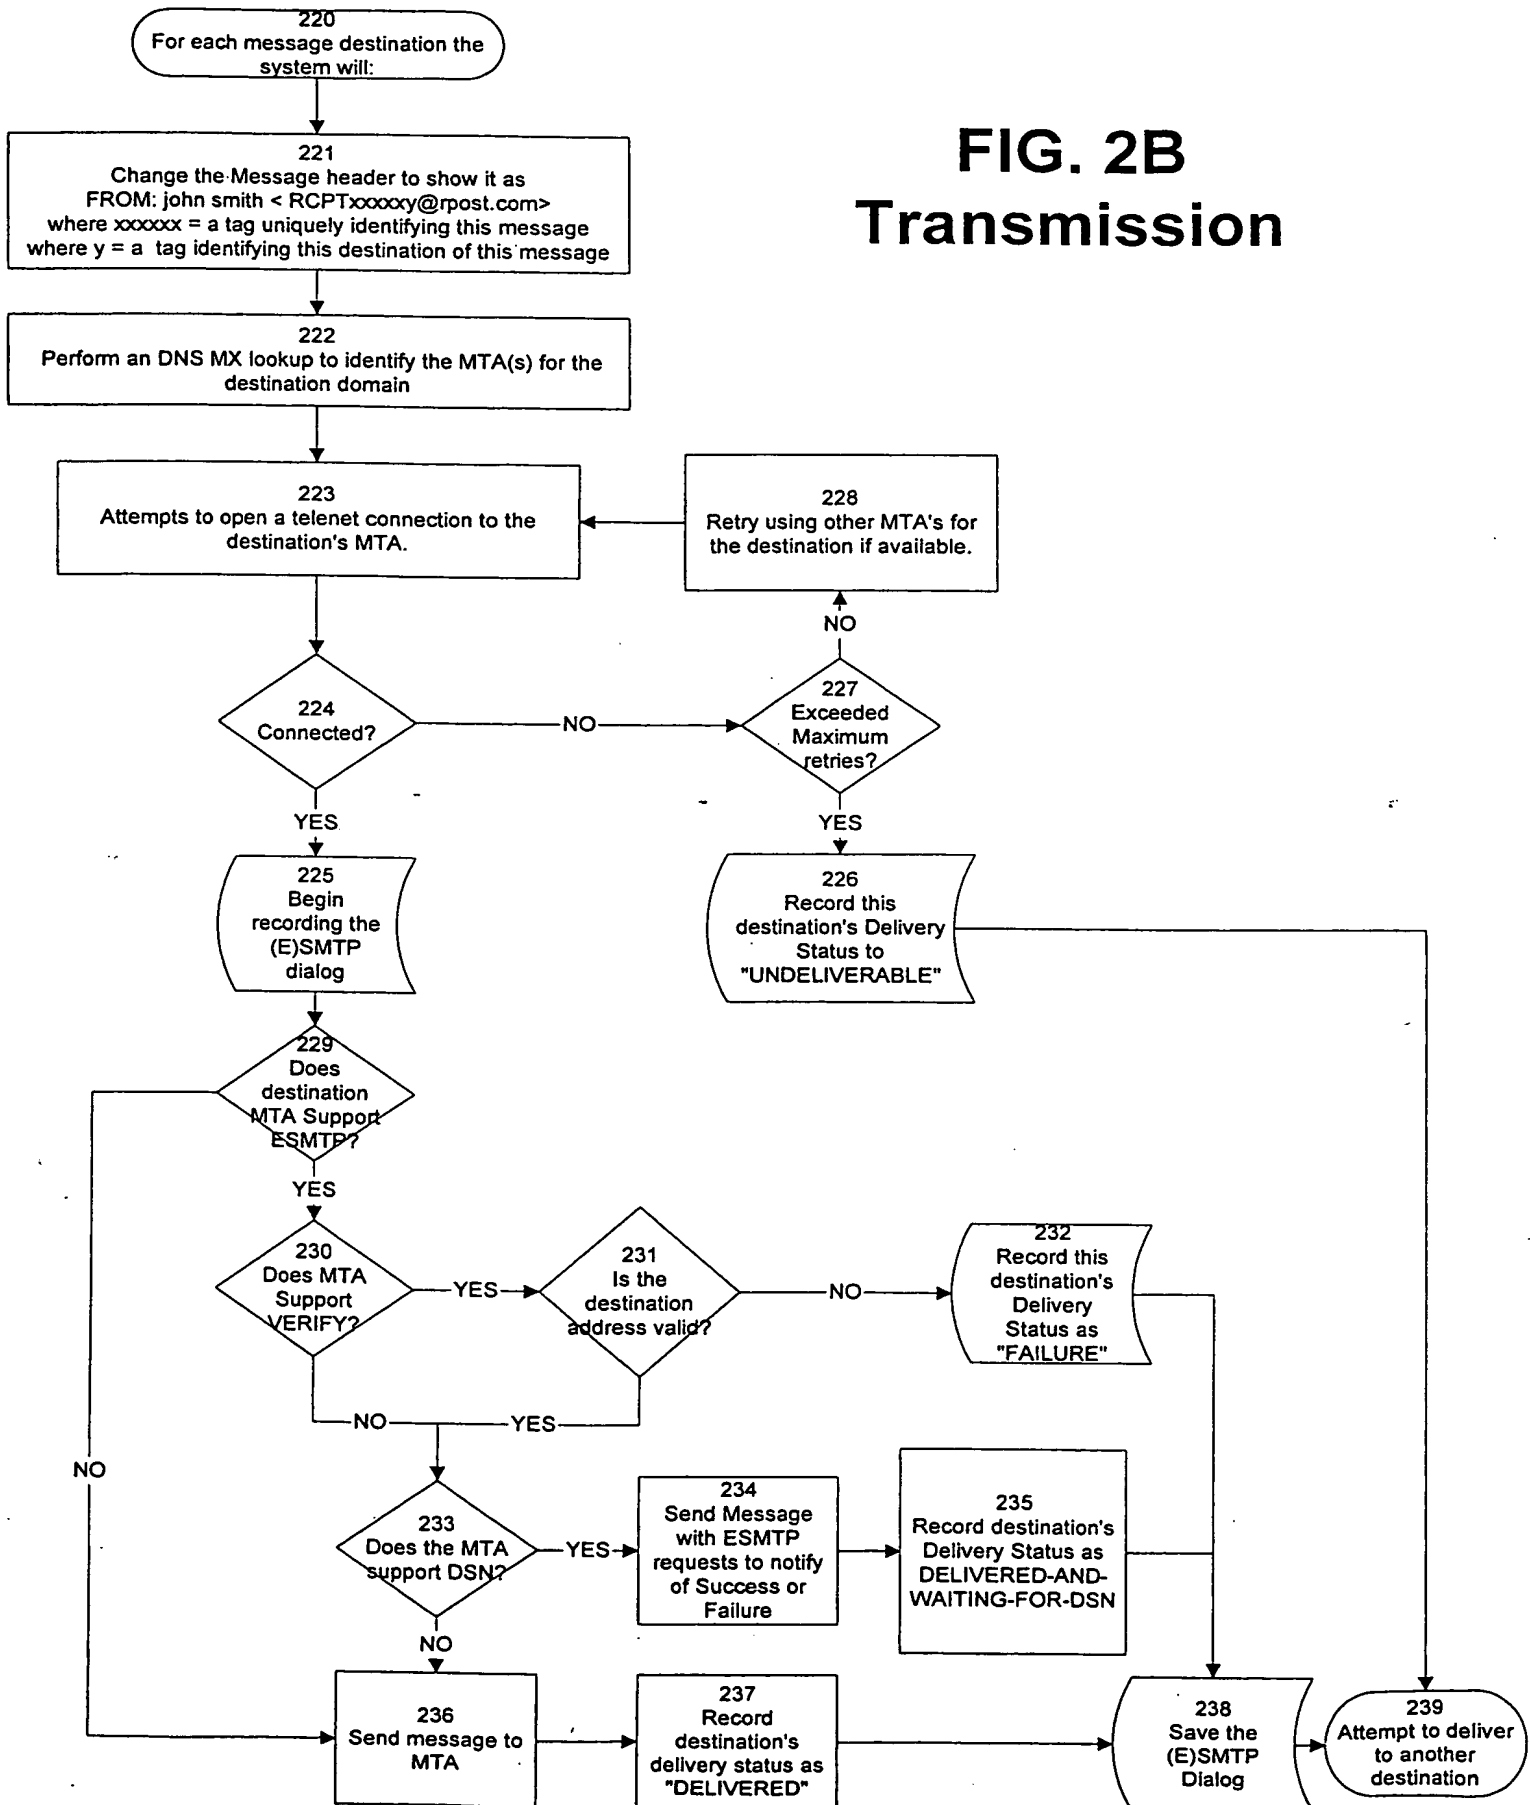 220
For each message destination the
system will:
FIG. 2B
Transmission
221
Change the Message header to show it as
FROM: john smith < RCPTxxxxxy@rpost.com>
where xxxxxx = a tag uniquely identifying this message
where y = a tag identifying this destination of this message
222
Perform an DNS MX lookup to identify the MTA(s) for the
destination domain
223
Attempts to open a telenet connection to the
destination's MTA.
228
Retry using other MTA's for
the destination if available.
NO
224
Connected?
NO
227
Exceeded
Maximum
retries?
YES
YES
225
Begin
recording the
(E)SMTP
dialog
226
Record this
destination's Delivery
Status to
"UNDELIVERABLE"
229
Does
destination
MTA Support
ESMTP?
YES
230
Does MTA
Support
VERIFY?
YES
231
Is the
destination
address valid?
NO
232
Record this
destination's
Delivery
Status as
"FAILURE"
NO
YES
NO
233
Does the MTA
support DSN?
YES
234
Send Message
with ESMTP
requests to notify
of Success or
Failure
235
Record destination's
Delivery Status as
DELIVERED-AND-
WAITING-FOR-DSN
NO
236
Send message to
MTA
237
Record
destination's
delivery status as
"DELIVERED"
238
Save the
(E)SMTP
Dialog
239
Attempt to deliver
to another
destination